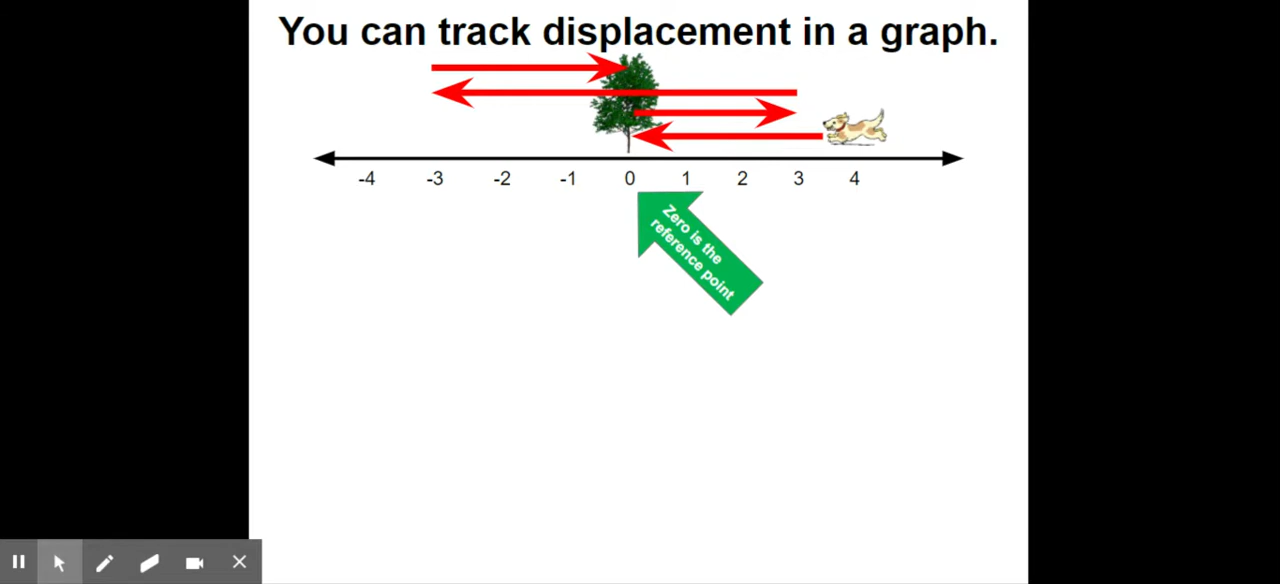 You can track displacement in a graph.
-4 -3 -2 -1 0 1 2 3 4
Zero is the
reference point